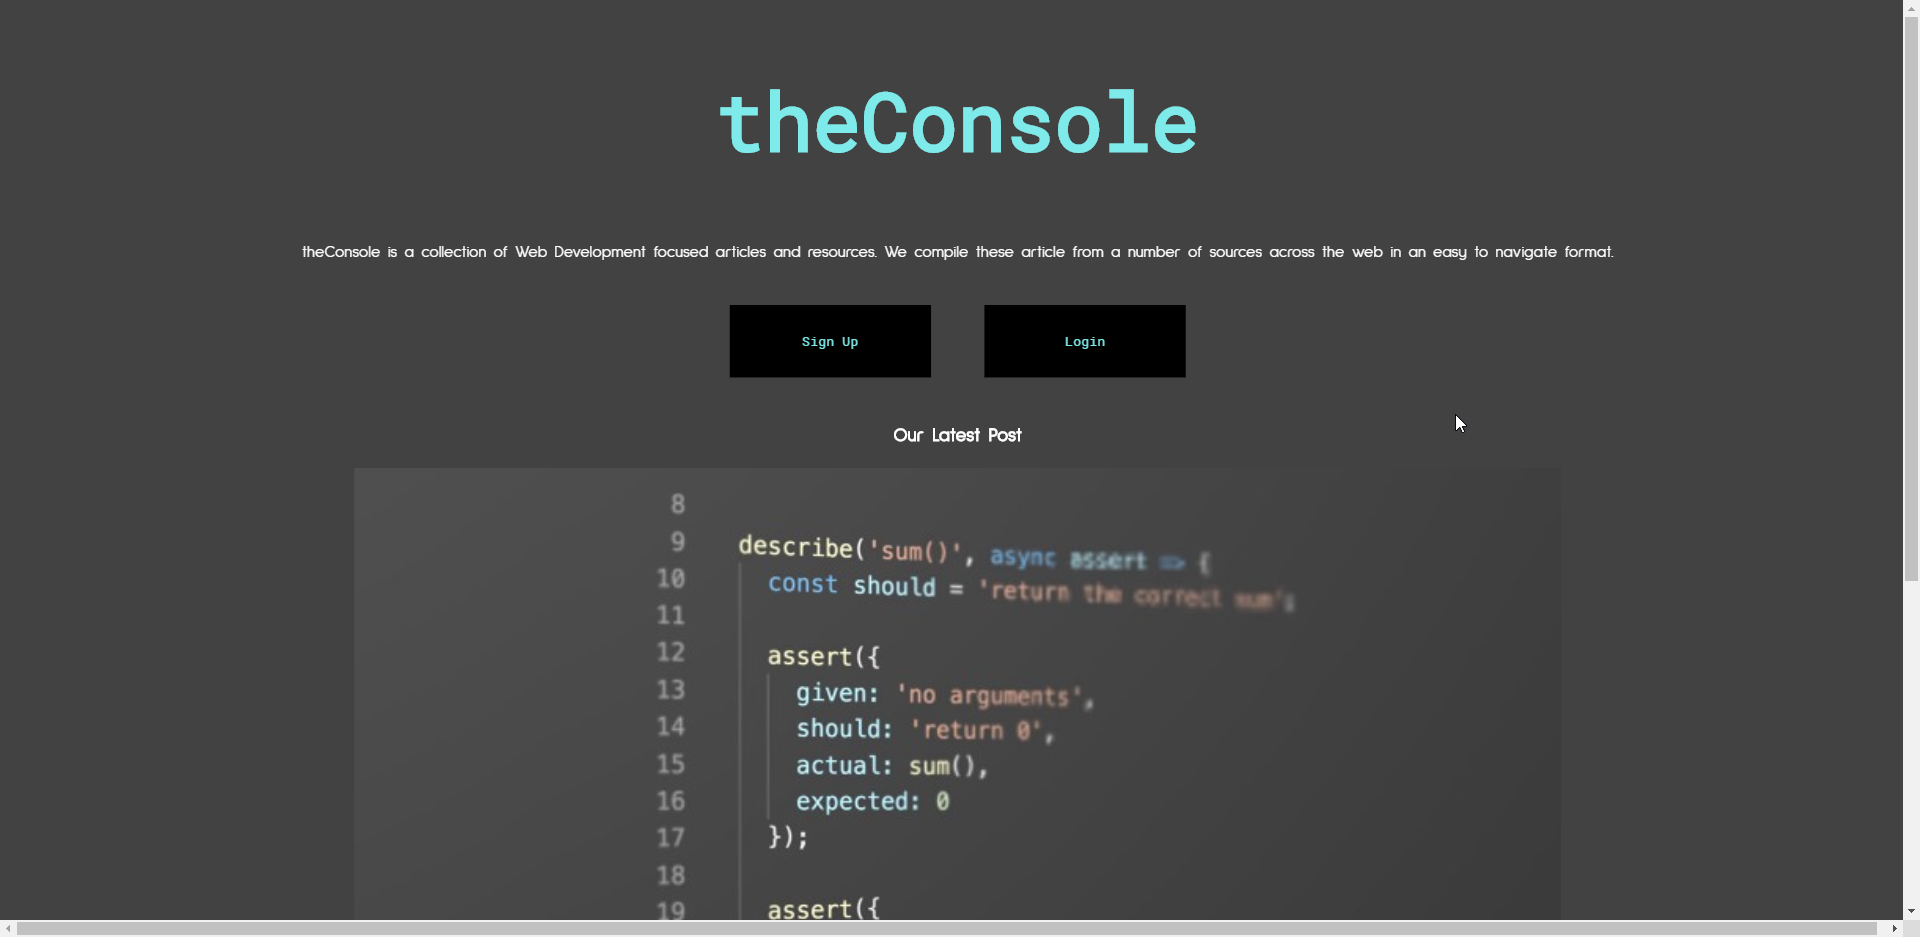 theConsole
theConsole is a collection of Web Development focused articles and resources. We compile these article from a number of sources across the web in an easy to navigate format.
Sign Up
Login
Our Latest Post
8
9 describe('sum()', async assert => {
10 const should = 'return the correct sum';
11
12 assert({
13 given: 'no arguments',
14 should: 'return 0',
15 actual: sum(),
16 expected: 0
17 });
18
19 assert({